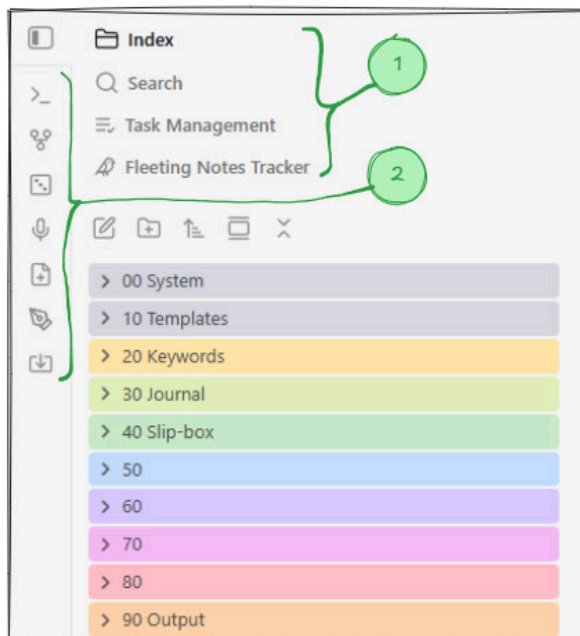 Index
1
Search
Task Management
Fleeting Notes Tracker
2
00 System
10 Templates
20 Keywords
30 Journal
40 Slip-box
50
60
70
80
90 Output